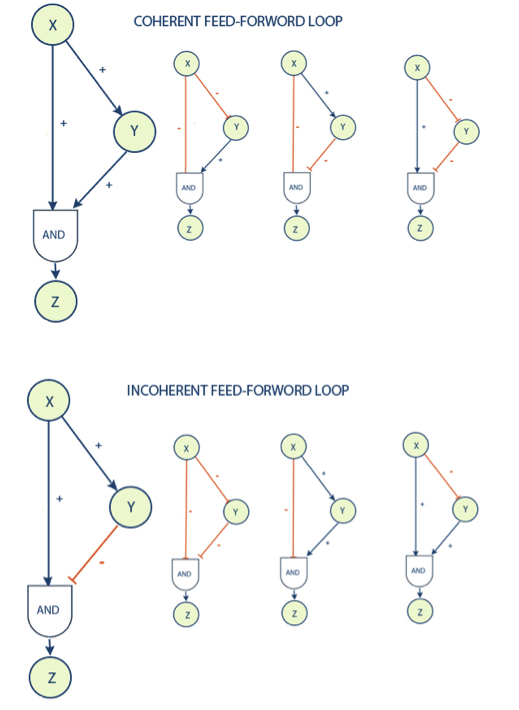 COHERENT FEED-FORWORD LOOP
X
+
+
Y
+
AND
Z
X
-
-
Y
+
AND
Z
X
+
-
Y
-
AND
Z
X
-
+
Y
-
AND
Z
INCOHERENT FEED-FORWORD LOOP
X
+
+
Y
-
AND
Z
X
-
-
Y
-
AND
Z
X
+
-
Y
+
AND
Z
X
-
+
Y
+
AND
Z